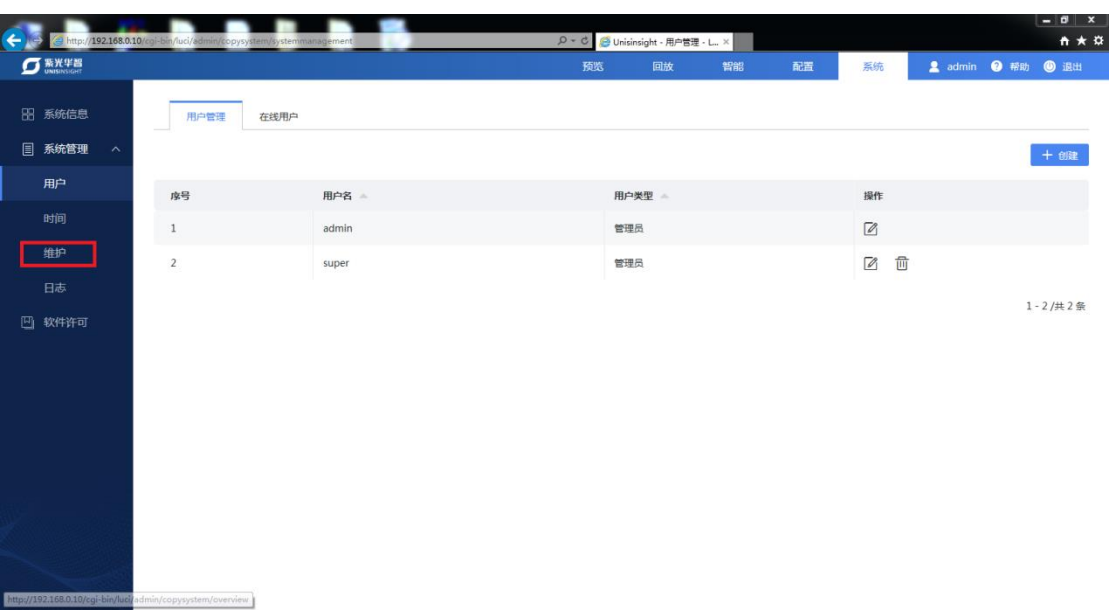 http://192.168.0.10/cgi-bin/luci/admin/copysystem/systemmanagement
Unisinsight - 用户管理 - L...
紫光华智
UNISINSIGHT
预览 回放 智能 配置 系统 admin 帮助 退出
系统信息
系统管理
用户
时间
维护
日志
软件许可
用户管理 在线用户
创建
序号 用户名 用户类型 操作
1 admin 管理员
2 super 管理员
1 - 2 /共 2 条
http://192.168.0.10/cgi-bin/luci/admin/copysystem/overview